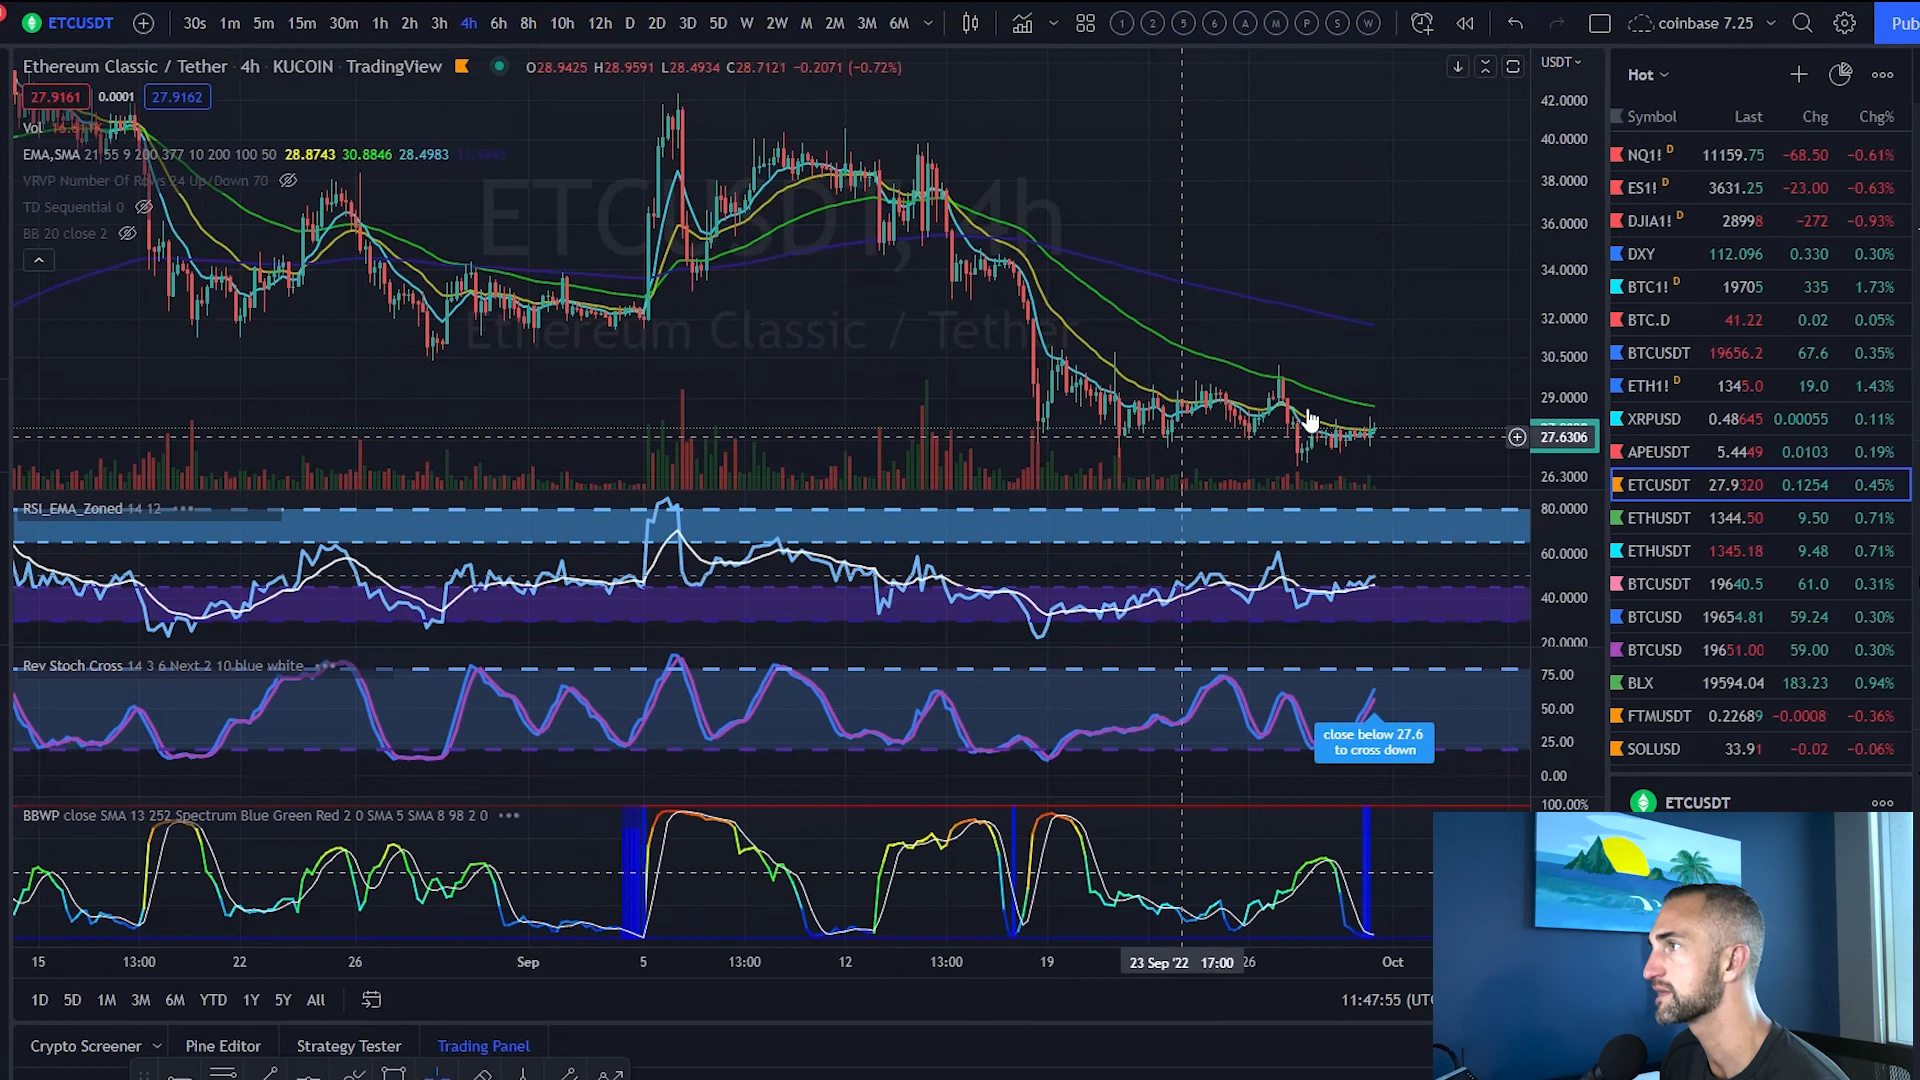 ETCUSDT 30s 1m 5m 15m 30m 1h 2h 3h 4h 6h 8h 10h 12h D 2D 3D 5D W 2W M 2M 3M 6M 1 2 5 6 A M P S W coinbase 7.25 Pub
Ethereum Classic / Tether · 4h · KUCOIN · TradingView O28.9425 H28.9591 L28.4934 C28.7121 −0.2071 (−0.72%)
27.9161 0.0001 27.9162
Vol
EMA,SMA 21 55 9 200 377 10 200 100 50 28.8743 30.8846 28.4983
VRVP Number Of Rows 24 Up/Down 70
TD Sequential 0
BB 20 close 2
ETCUSDT, 4h
Ethereum Classic / Tether
USDT
42.0000
40.0000
38.0000
36.0000
34.0000
32.0000
30.5000
29.0000
27.6306
26.3000
RSI_EMA_Zoned 14 12
80.0000
60.0000
40.0000
20.0000
Rev Stoch Cross 14 3 6 Next 2 10 blue white
75.00
50.00
25.00
0.00
close below 27.6
to cross down
BBWP close SMA 13 252 Spectrum Blue Green Red 2 0 SMA 5 SMA 8 98 2 0
100.00%
15 13:00 22 26 Sep 5 13:00 12 13:00 19 23 Sep '22 17:00 26 Oct
1D 5D 1M 3M 6M YTD 1Y 5Y All 11:47:55 (UTC
Crypto Screener Pine Editor Strategy Tester Trading Panel
Hot
Symbol Last Chg Chg%
NQ1! D 11159.75 −68.50 −0.61%
ES1! D 3631.25 −23.00 −0.63%
DJIA1! D 28998 −272 −0.93%
DXY 112.096 0.330 0.30%
BTC1! D 19705 335 1.73%
BTC.D 41.22 0.02 0.05%
BTCUSDT 19656.2 67.6 0.35%
ETH1! D 1345.0 19.0 1.43%
XRPUSD 0.48645 0.00055 0.11%
APEUSDT 5.4449 0.0103 0.19%
ETCUSDT 27.9320 0.1254 0.45%
ETHUSDT 1344.50 9.50 0.71%
ETHUSDT 1345.18 9.48 0.71%
BTCUSDT 19640.5 61.0 0.31%
BTCUSD 19654.81 59.24 0.30%
BTCUSD 19651.00 59.00 0.30%
BLX 19594.04 183.23 0.94%
FTMUSDT 0.22689 −0.0008 −0.36%
SOLUSD 33.91 −0.02 −0.06%
ETCUSDT